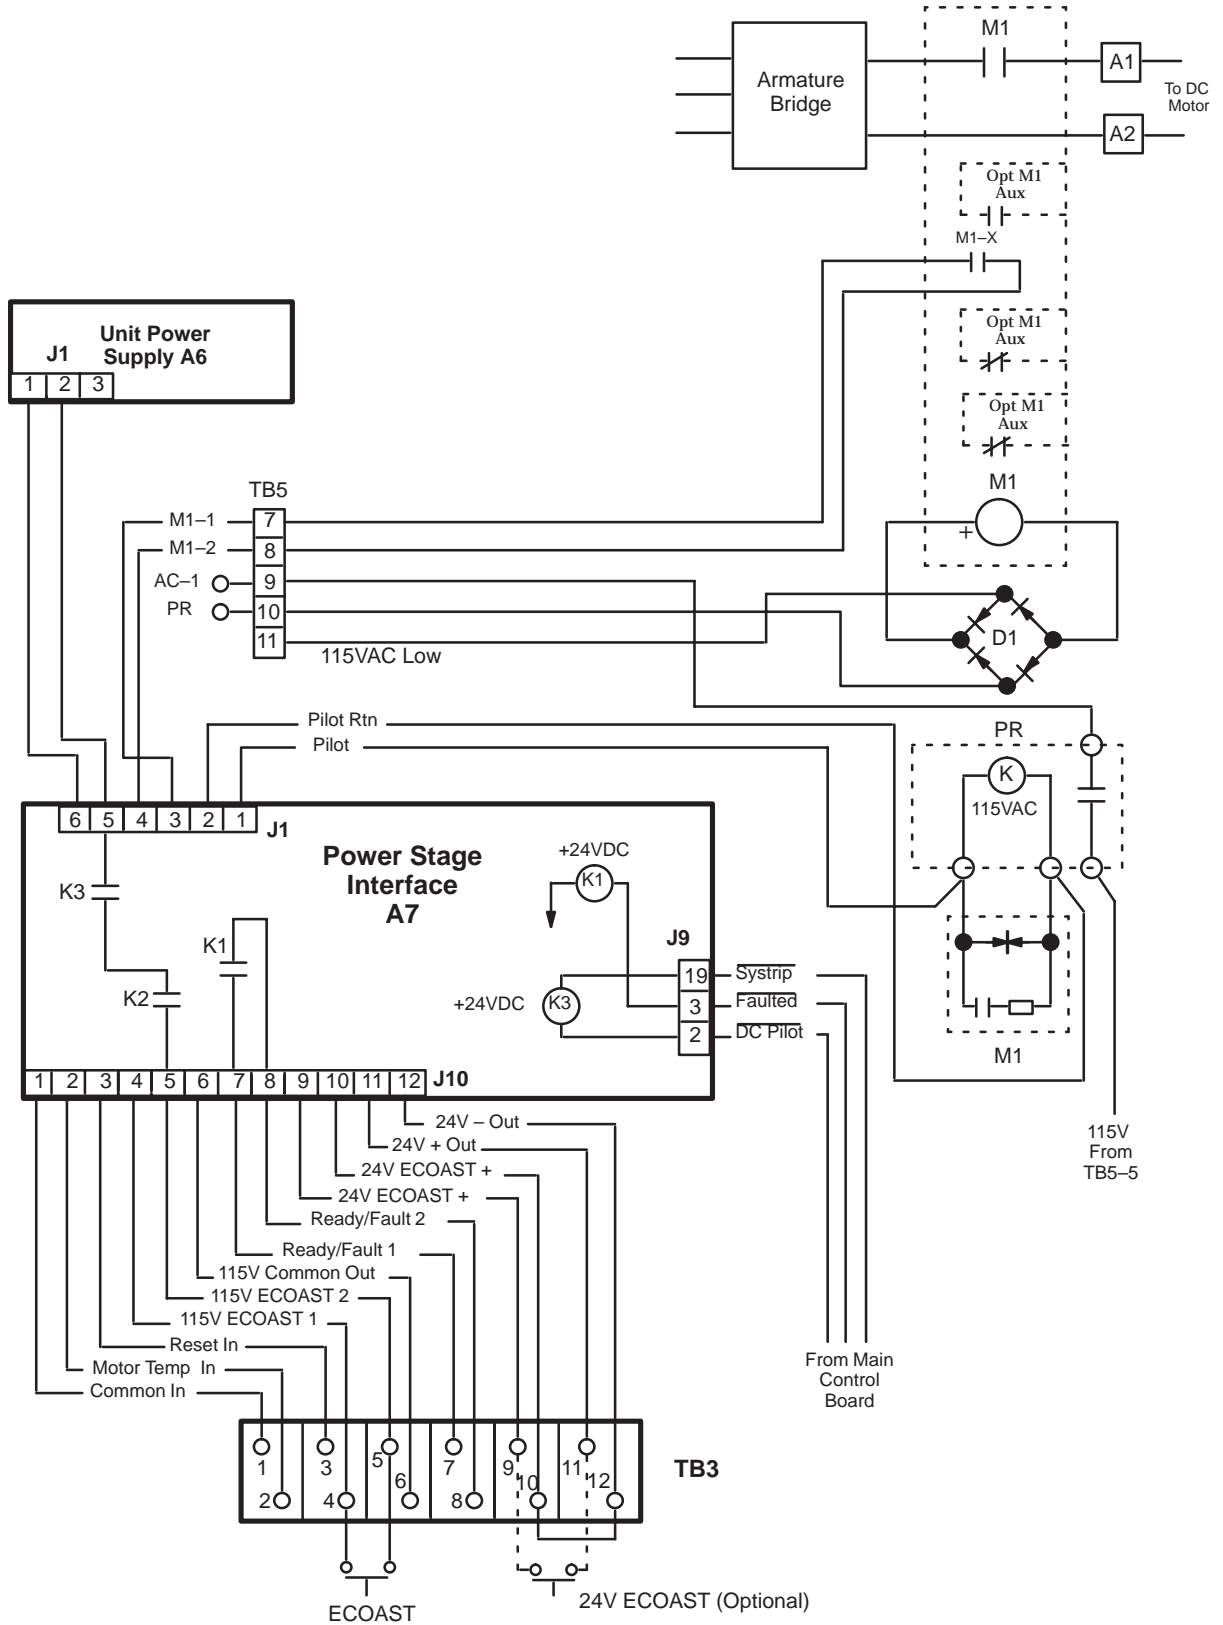 M1
Armature
Bridge
A1
To DC
Motor
A2
Opt M1
Aux
M1–X
Unit Power
Supply A6
J1
1 2 3
Opt M1
Aux
Opt M1
Aux
M1
+
TB5
M1–1 7
M1–2 8
AC–1 9
PR 10
11
115VAC Low
D1
Pilot Rtn
Pilot
PR
K
115VAC
6 5 4 3 2 1
J1
Power Stage
Interface
A7
+24VDC
K1
K3
K1
K2
J9
+24VDC
K3
19 Systrip
3 Faulted
2 DC Pilot
M1
1 2 3 4 5 6 7 8 9 10 11 12
J10
24V – Out
24V + Out
24V ECOAST +
24V ECOAST +
Ready/Fault 2
Ready/Fault 1
115V Common Out
115V ECOAST 2
115V ECOAST 1
Reset In
Motor Temp In
Common In
115V
From
TB5–5
From Main
Control
Board
1 3 5 7 9 11
2 4 6 8 10 12
TB3
ECOAST
24V ECOAST (Optional)